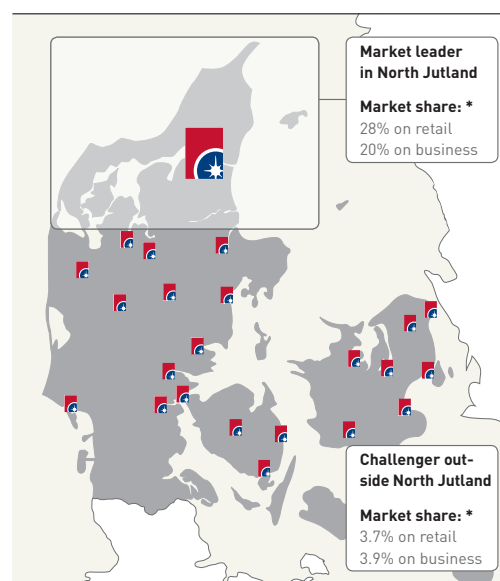 Market leader
in North Jutland
Market share: *
28% on retail
20% on business
Challenger out-
side North Jutland
Market share: *
3.7% on retail
3.9% on business